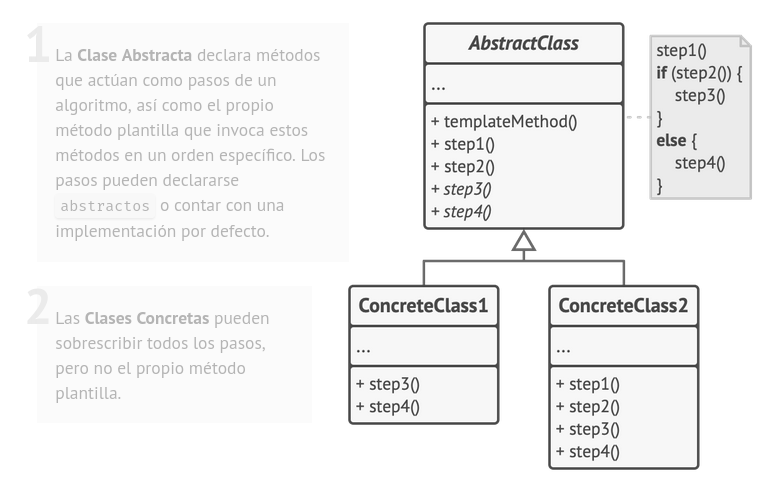 1
La Clase Abstracta declara métodos
que actúan como pasos de un
algoritmo, así como el propio
método plantilla que invoca estos
métodos en un orden específico. Los
pasos pueden declararse
abstractos o contar con una
implementación por defecto.
2
Las Clases Concretas pueden
sobrescribir todos los pasos,
pero no el propio método
plantilla.
AbstractClass
...
+ templateMethod()
+ step1()
+ step2()
+ step3()
+ step4()
step1()
if (step2()) {
step3()
}
else {
step4()
}
ConcreteClass1
...
+ step3()
+ step4()
ConcreteClass2
...
+ step1()
+ step2()
+ step3()
+ step4()